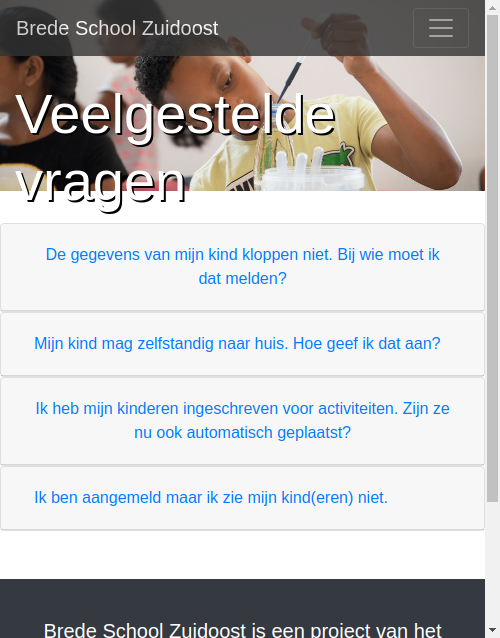 Brede School Zuidoost
Veelgestelde
vragen
De gegevens van mijn kind kloppen niet. Bij wie moet ik
dat melden?
Mijn kind mag zelfstandig naar huis. Hoe geef ik dat aan?
Ik heb mijn kinderen ingeschreven voor activiteiten. Zijn ze
nu ook automatisch geplaatst?
Ik ben aangemeld maar ik zie mijn kind(eren) niet.
Brede School Zuidoost is een project van het